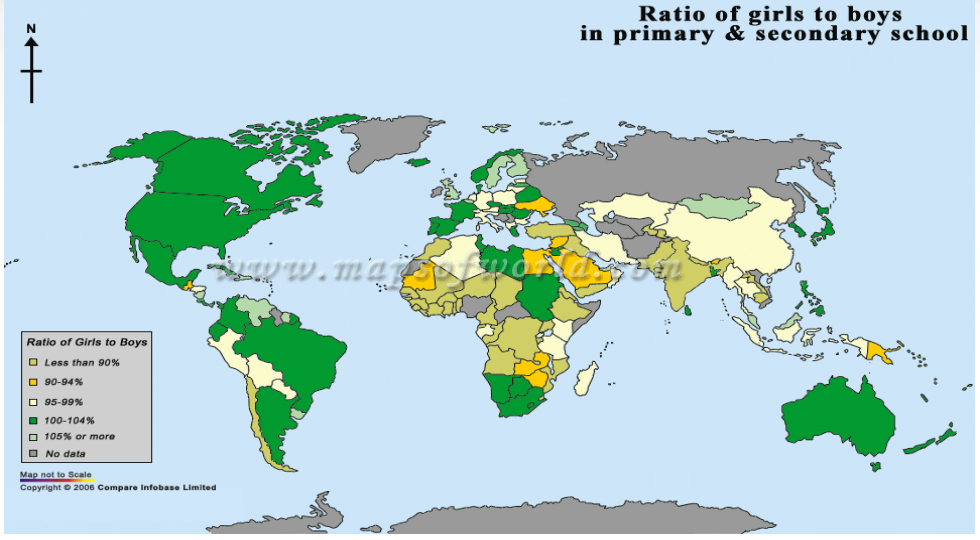 Ratio of girls to boys
in primary & secondary school
N
www.mapsofworld.com
Ratio of Girls to Boys
Less than 90%
90-94%
95-99%
100-104%
105% or more
No data
Map not to Scale
Copyright © 2006 Compare Infobase Limited